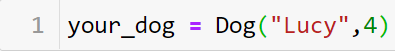 1 your_dog = Dog("Lucy",4)